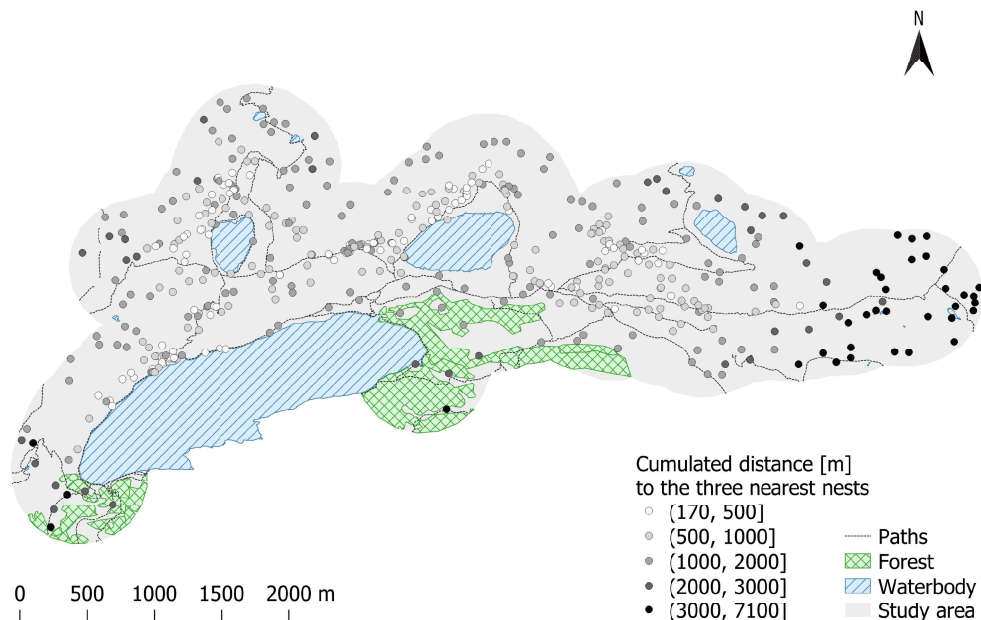 N
Cumulated distance [m]
to the three nearest nests
(170, 500]
(500, 1000]
(1000, 2000]
(2000, 3000]
(3000, 7100]
Paths
Forest
Waterbody
Study area
0 500 1000 1500 2000 m